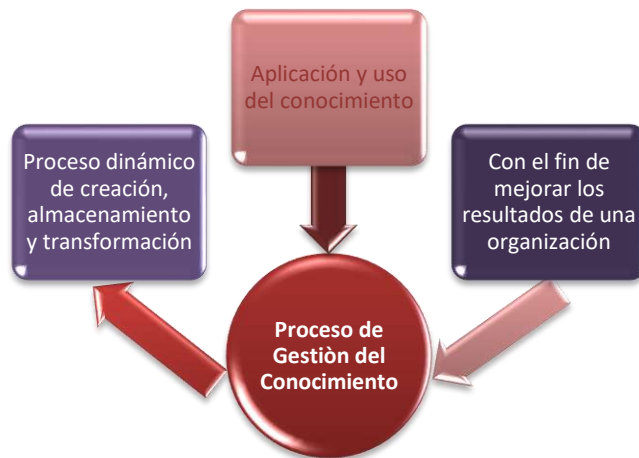 Aplicación y uso
del conocimiento
Proceso dinámico
de creación,
almacenamiento
y transformación
Con el fin de
mejorar los
resultados de una
organización
Proceso de
Gestiòn del
Conocimiento